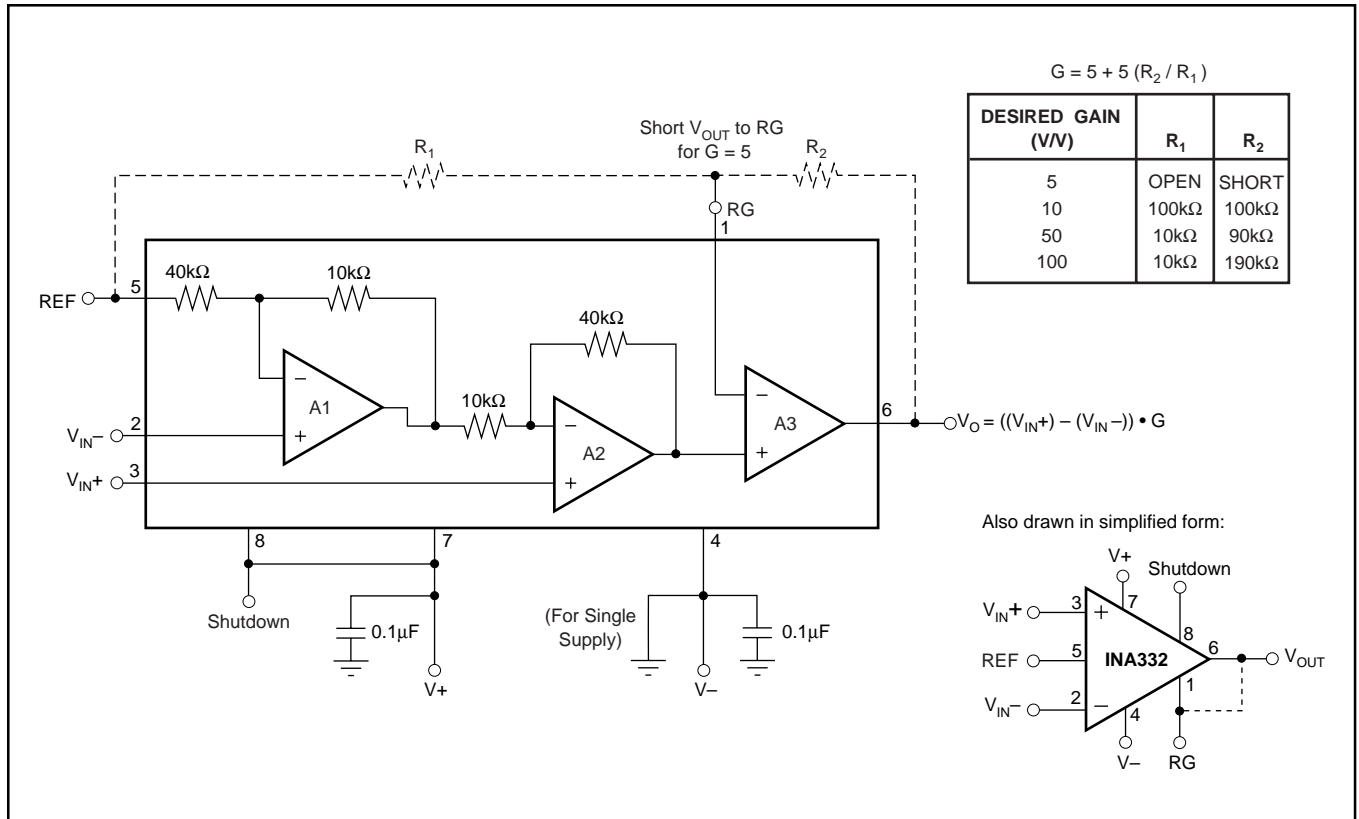 G = 5 + 5 (R2 / R1)
DESIRED GAIN (V/V) R1 R2
5 OPEN SHORT
10 100kΩ 100kΩ
50 10kΩ 90kΩ
100 10kΩ 190kΩ
Short VOUT to RG
for G = 5
R1
R2
RG
1
40kΩ
10kΩ
REF
5
40kΩ
–
A1
+
10kΩ
–
A2
+
–
A3
+
6
VO = ((VIN+) – (VIN–)) • G
VIN–
2
VIN+
3
8
7
4
Shutdown
0.1μF
V+
(For Single
Supply)
0.1μF
V–
Also drawn in simplified form:
V+
Shutdown
VIN+
3
+
7
8
REF
5
INA332
6
VOUT
VIN–
2
–
4
1
V–
RG